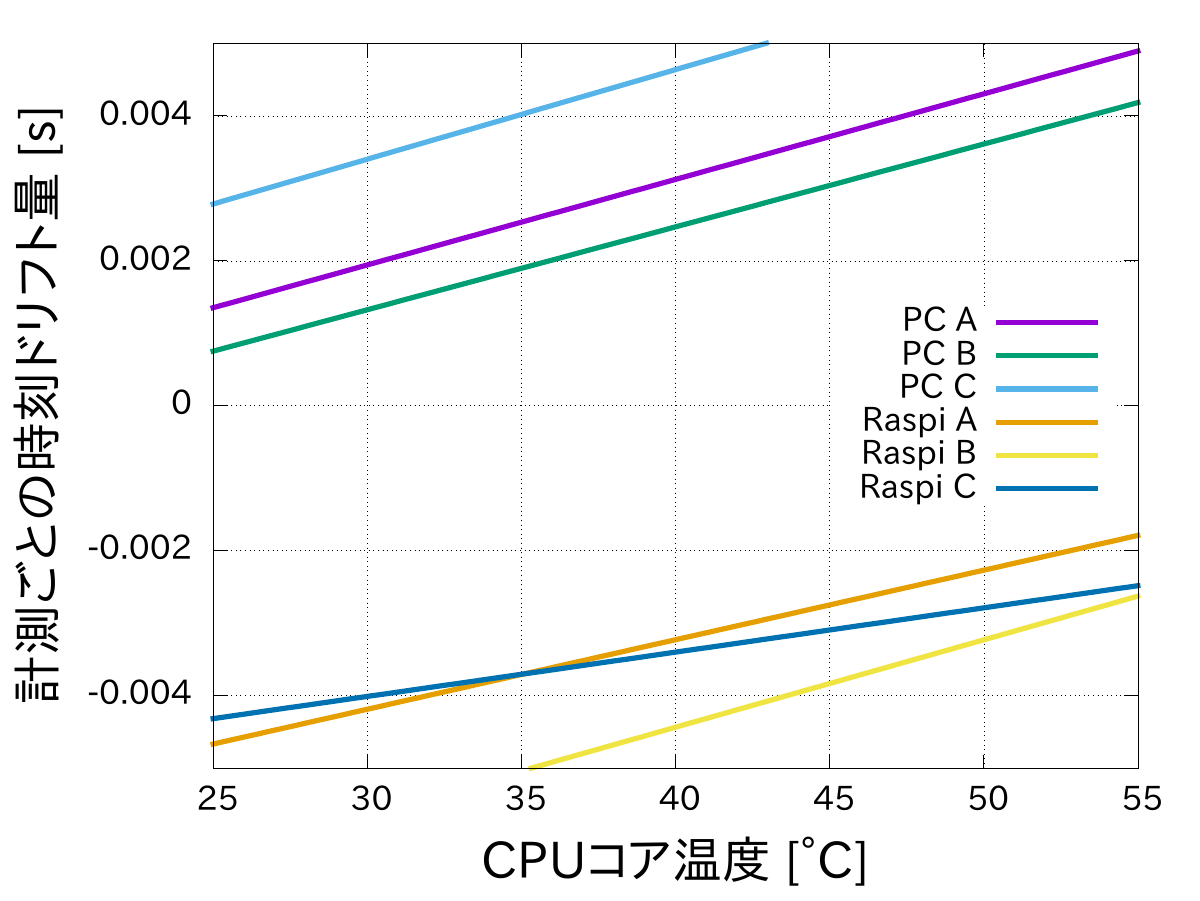 計測ごとの時刻ドリフト量 [s]
0.004
0.002
0
-0.002
-0.004
PC A
PC B
PC C
Raspi A
Raspi B
Raspi C
25 30 35 40 45 50 55
CPUコア温度 [˚C]